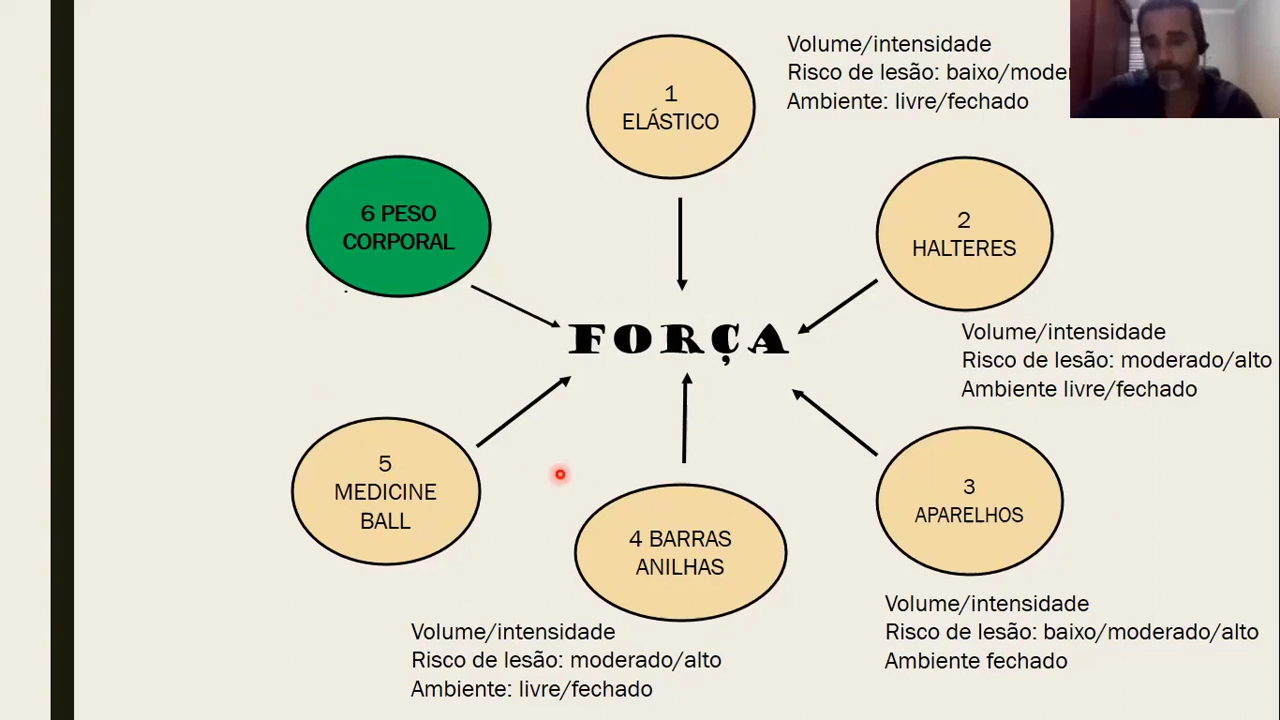 1
ELÁSTICO
Volume/intensidade
Risco de lesão: baixo/moder
Ambiente: livre/fechado
2
HALTERES
Volume/intensidade
Risco de lesão: moderado/alto
Ambiente livre/fechado
3
APARELHOS
Volume/intensidade
Risco de lesão: baixo/moderado/alto
Ambiente fechado
4 BARRAS
ANILHAS
Volume/intensidade
Risco de lesão: moderado/alto
Ambiente: livre/fechado
5
MEDICINE
BALL
6 PESO
CORPORAL
FORÇA